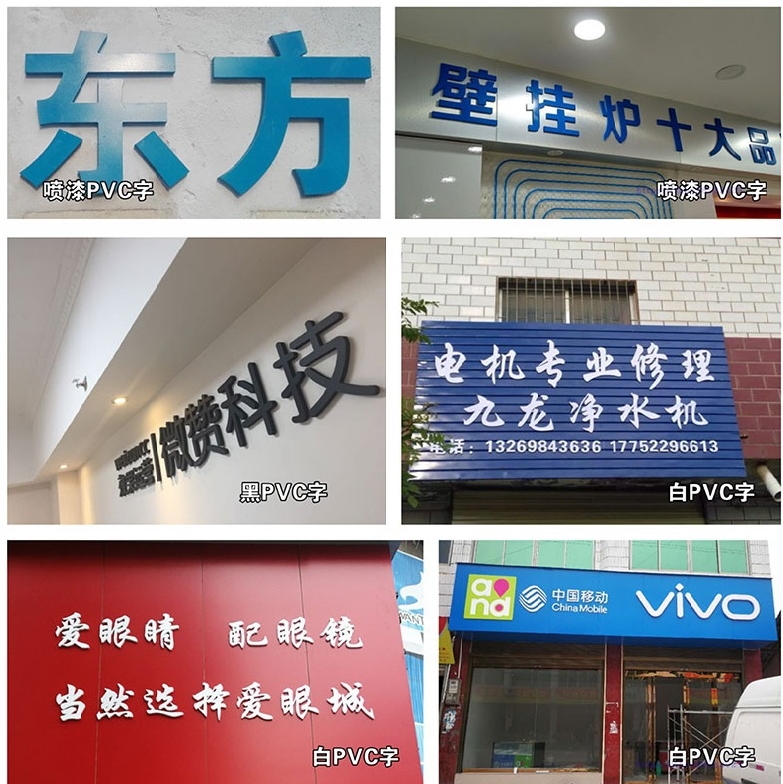 东方
喷漆PVC字
壁挂炉十大品
喷漆PVC字
微赞科技
黑PVC字
电机专业修理
九龙净水机
电话：13269843636 17752296613
白PVC字
爱眼睛 配眼镜
当然选择爱眼城
白PVC字
and
中国移动
China Mobile
vivo
白PVC字